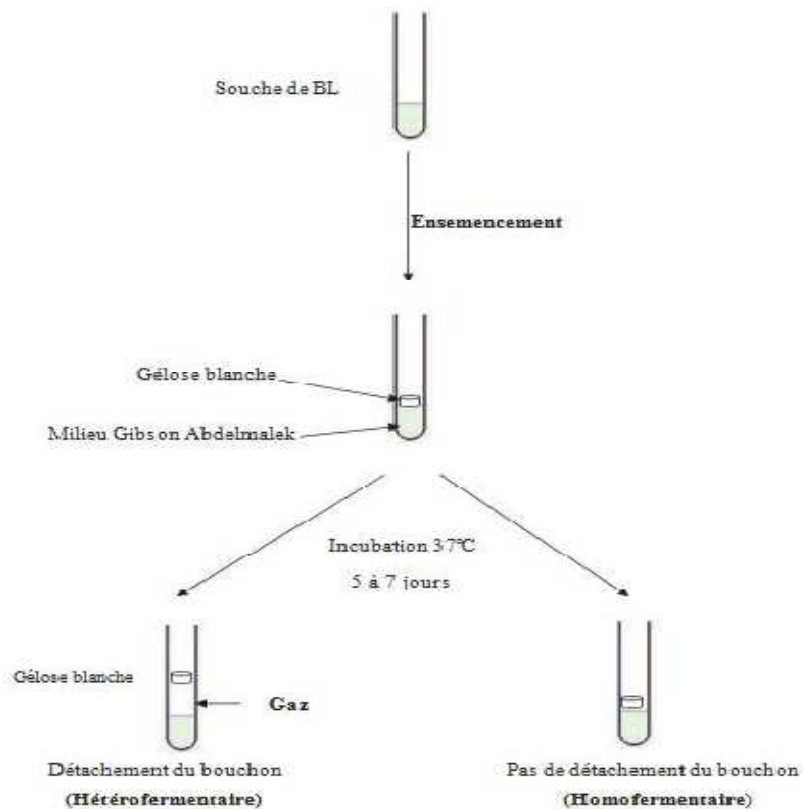 Souche de BL
Ensemencement
Gélose blanche
Milieu Gibson Abdelmalek
Incubation 37°C
5 à 7 jours
Gélose blanche
Gaz
Détachement du bouchon
(Hétérofermentaire)
Pas de détachement du bouchon
(Homofermentaire)